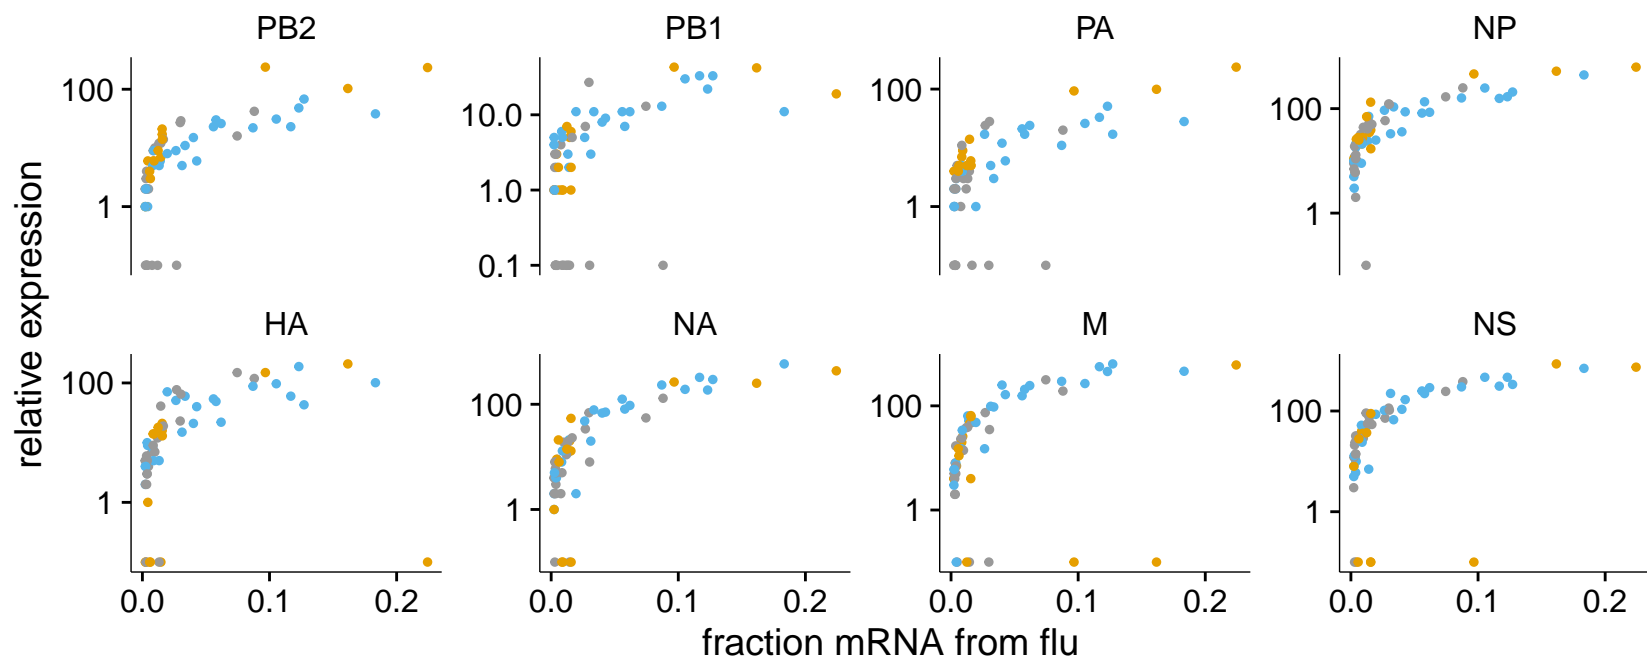 PB2 PB1 PA NP
100 10.0 100 100
1 1.0 1 1
0.1
HA NA M NS
100 100 100 100
1 1 1 1
0.0 0.1 0.2 0.0 0.1 0.2 0.0 0.1 0.2 0.0 0.1 0.2
fraction mRNA from flu
relative expression